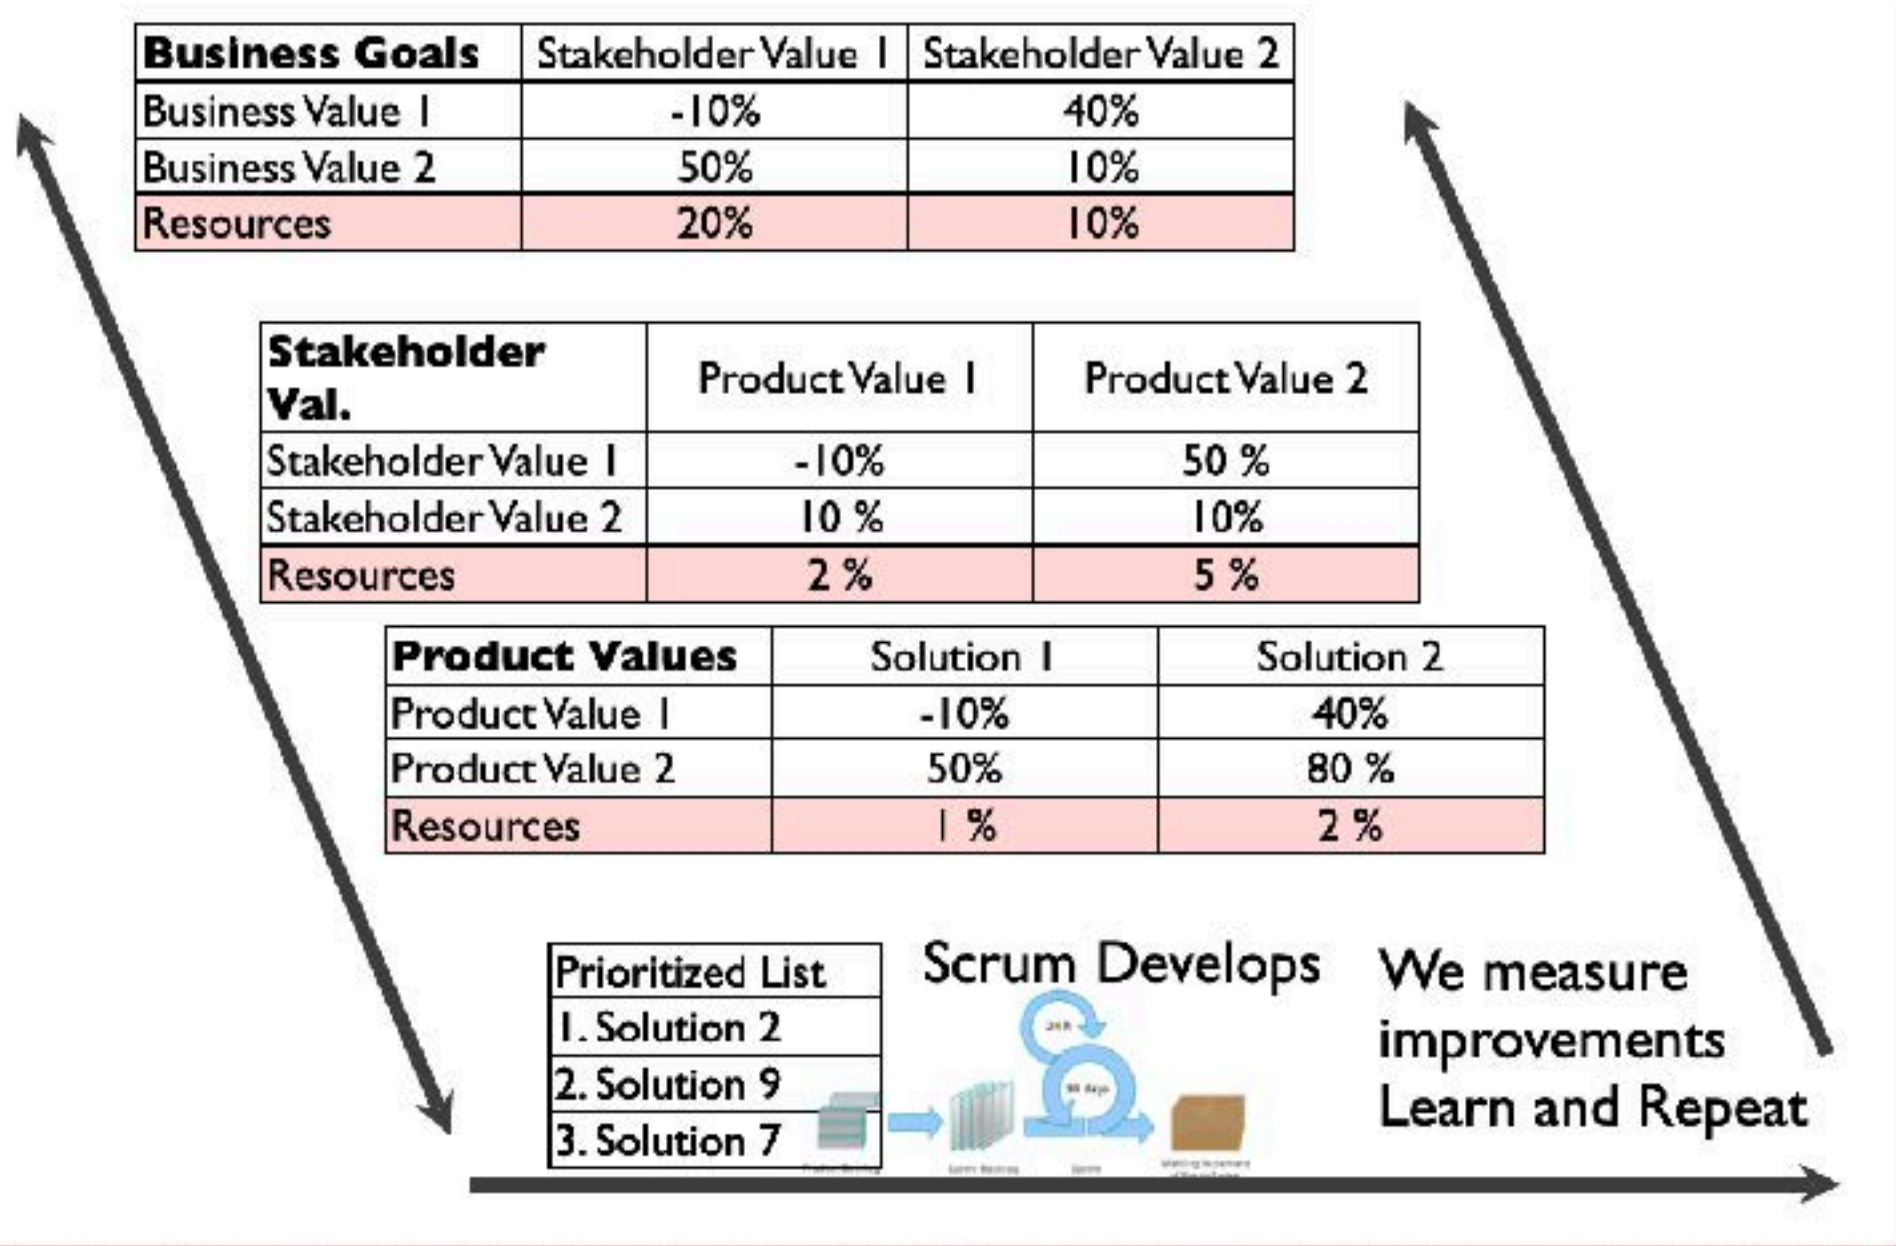 Business Goals Stakeholder Value 1 Stakeholder Value 2
Business Value 1 -10% 40%
Business Value 2 50% 10%
Resources 20% 10%
Stakeholder
Val. Product Value 1 Product Value 2
Stakeholder Value 1 -10% 50 %
Stakeholder Value 2 10 % 10%
Resources 2 % 5 %
Product Values Solution 1 Solution 2
Product Value 1 -10% 40%
Product Value 2 50% 80 %
Resources 1 % 2 %
Prioritized List
1. Solution 2
2. Solution 9
3. Solution 7
Scrum Develops
We measure
improvements
Learn and Repeat